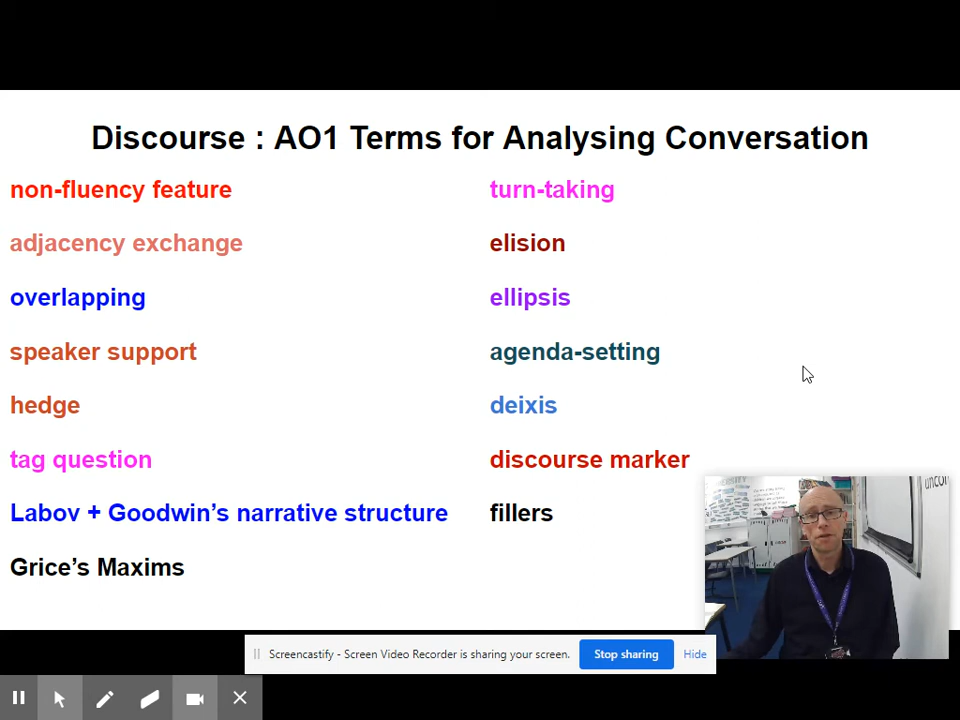 Discourse : AO1 Terms for Analysing Conversation
non-fluency feature
adjacency exchange
overlapping
speaker support
hedge
tag question
Labov + Goodwin's narrative structure
Grice's Maxims
turn-taking
elision
ellipsis
agenda-setting
deixis
discourse marker
fillers
Screencastify - Screen Video Recorder is sharing your screen.
Stop sharing
Hide